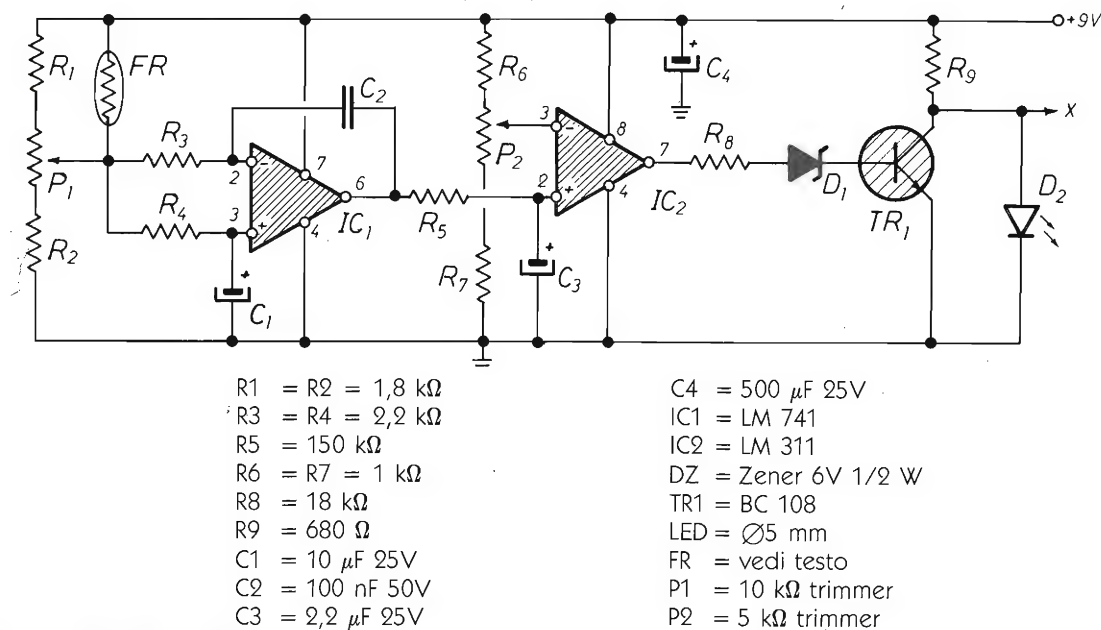 +9V
R1
FR
R6
C4
R9
C2
X
R3
3
-
8
P1
2
-
7
P2
7
R8
D1
D2
6
IC1
2
+
4
IC2
TR1
R4
3
+
4
R5
R2
R7
C3
+
C1
+
+
R1 = R2 = 1,8 kΩ
R3 = R4 = 2,2 kΩ
R5 = 150 kΩ
R6 = R7 = 1 kΩ
R8 = 18 kΩ
R9 = 680 Ω
C1 = 10 μF 25V
C2 = 100 nF 50V
C3 = 2,2 μF 25V
C4 = 500 μF 25V
IC1 = LM 741
IC2 = LM 311
DZ = Zener 6V 1/2 W
TR1 = BC 108
LED = Ø5 mm
FR = vedi testo
P1 = 10 kΩ trimmer
P2 = 5 kΩ trimmer